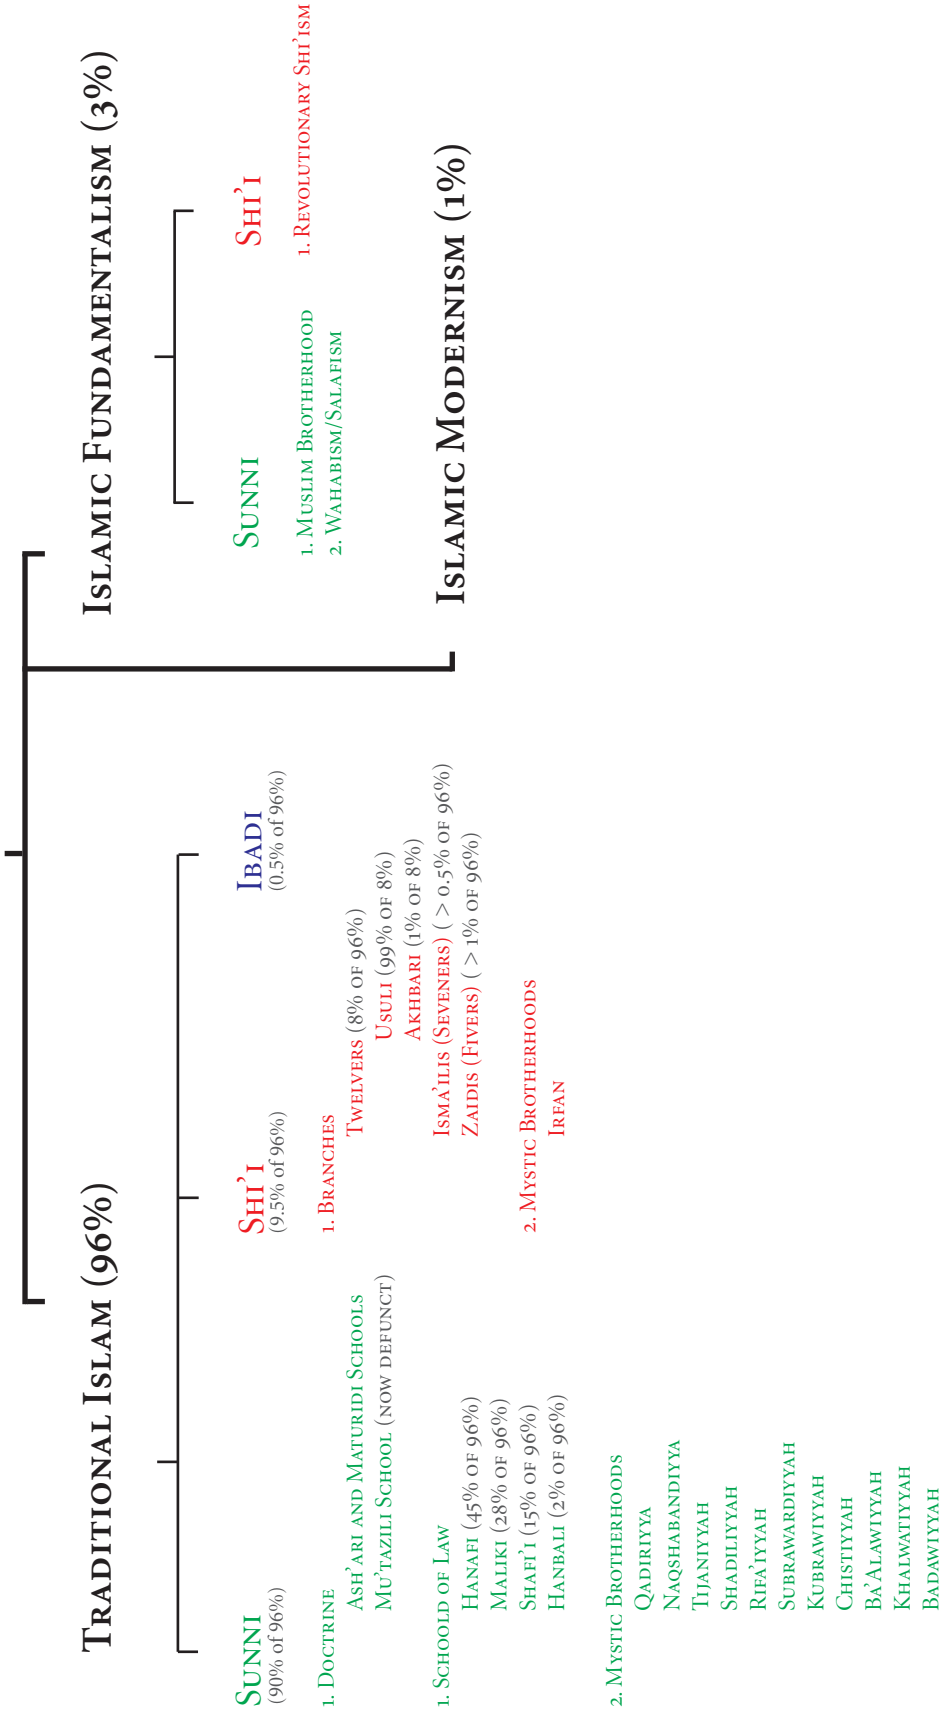 Traditional Islam (96%)
Sunni
(90% of 96%)
1. Doctrine
Ash'ari and Maturidi Schools
Mu'tazili School (now defunct)
1. Schoold of Law
Hanafi (45% of 96%)
Maliki (28% of 96%)
Shafi'i (15% of 96%)
Hanbali (2% of 96%)
2. Mystic Brotherhoods
Qadiriyya
Naqshabandiyya
Tijaniyyah
Shadiliyyah
Rifa'iyyah
Subrawardiyyah
Kubrawiyyah
Chistiyyah
Ba'Alawiyyah
Khalwatiyyah
Badawiyyah
Shi'i
(9.5% of 96%)
1. Branches
Twelvers (8% of 96%)
Usuli (99% of 8%)
Akhbari (1% of 8%)
Isma'ilis (Seveners) ( > 0.5% of 96%)
Zaidis (Fivers) ( > 1% of 96%)
2. Mystic Brotherhoods
Irfan
Ibadi
(0.5% of 96%)
Islamic Fundamentalism (3%)
Sunni
1. Muslim Brotherhood
2. Wahabism/Salafism
Shi'i
1. Revolutionary Shi'ism
Islamic Modernism (1%)